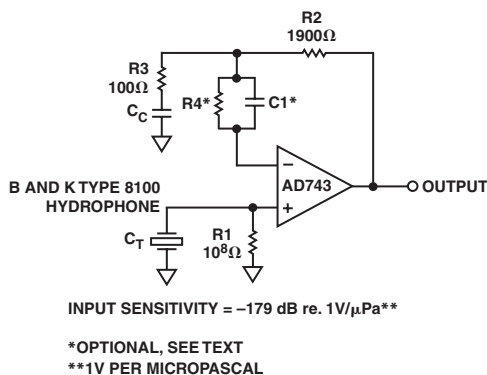 R2
1900Ω
R3
100Ω
R4*
C1*
CC
AD743
OUTPUT
B AND K TYPE 8100
HYDROPHONE
CT
R1
10⁸Ω
INPUT SENSITIVITY = –179 dB re. 1V/μPa**
*OPTIONAL, SEE TEXT
**1V PER MICROPASCAL